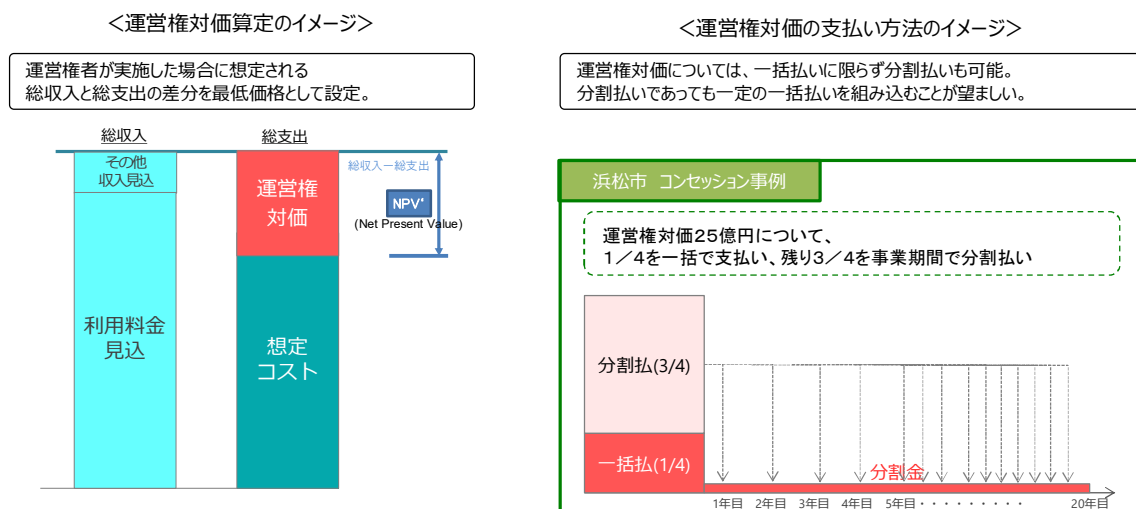 <運営権対価算定のイメージ>
運営権者が実施した場合に想定される
総収入と総支出の差分を最低価格として設定。
総収入
総支出
その他
収入見込
利用料金
見込
運営権
対価
想定
コスト
総収入－総支出
NPV'
(Net Present Value)
<運営権対価の支払い方法のイメージ>
運営権対価については、一括払いに限らず分割払いも可能。
分割払いであっても一定の一括払いを組み込むことが望ましい。
浜松市　コンセッション事例
運営権対価25億円について、
1／4を一括で支払い、残り3／4を事業期間で分割払い
分割払(3/4)
一括払(1/4)
分割金
1年目 2年目 3年目 4年目 5年目・・・・・・・・・ 20年目